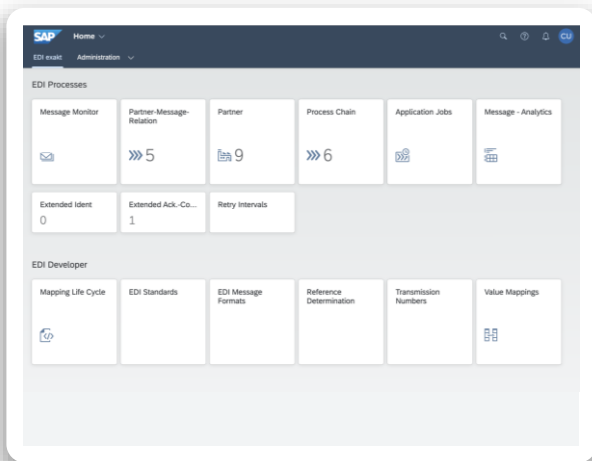 SAP Home
EDI exakt Administration
CU
EDI Processes
Message Monitor
Partner-Message-
Relation
5
Partner
9
Process Chain
6
Application Jobs
Message - Analytics
Extended Ident
0
Extended Ack.-Co...
1
Retry Intervals
EDI Developer
Mapping Life Cycle
EDI Standards
EDI Message
Formats
Reference
Determination
Transmission
Numbers
Value Mappings